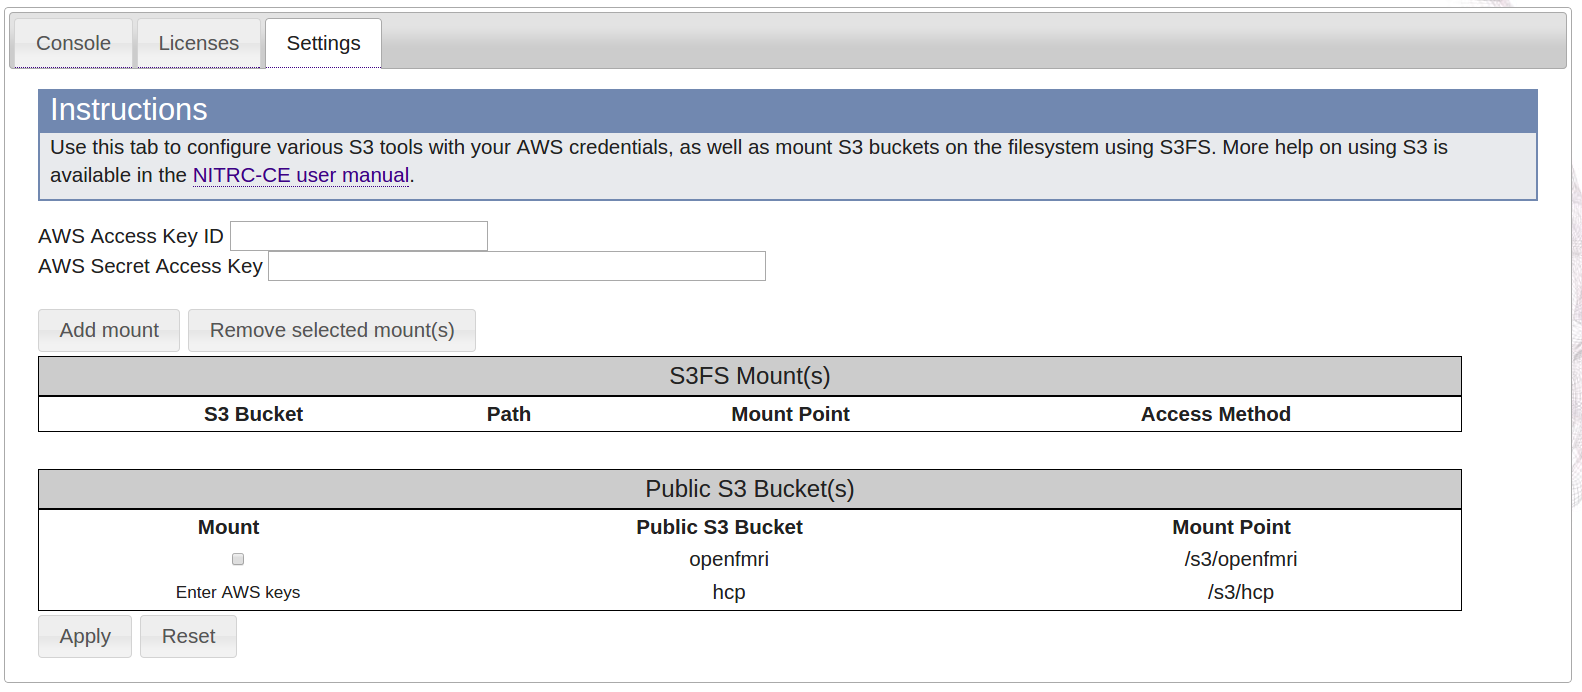 Console Licenses Settings
Instructions
Use this tab to configure various S3 tools with your AWS credentials, as well as mount S3 buckets on the filesystem using S3FS. More help on using S3 is
available in the NITRC-CE user manual.
AWS Access Key ID
AWS Secret Access Key
Add mount Remove selected mount(s)
S3FS Mount(s)
S3 Bucket Path Mount Point Access Method
Public S3 Bucket(s)
Mount Public S3 Bucket Mount Point
openfmri /s3/openfmri
Enter AWS keys hcp /s3/hcp
Apply Reset